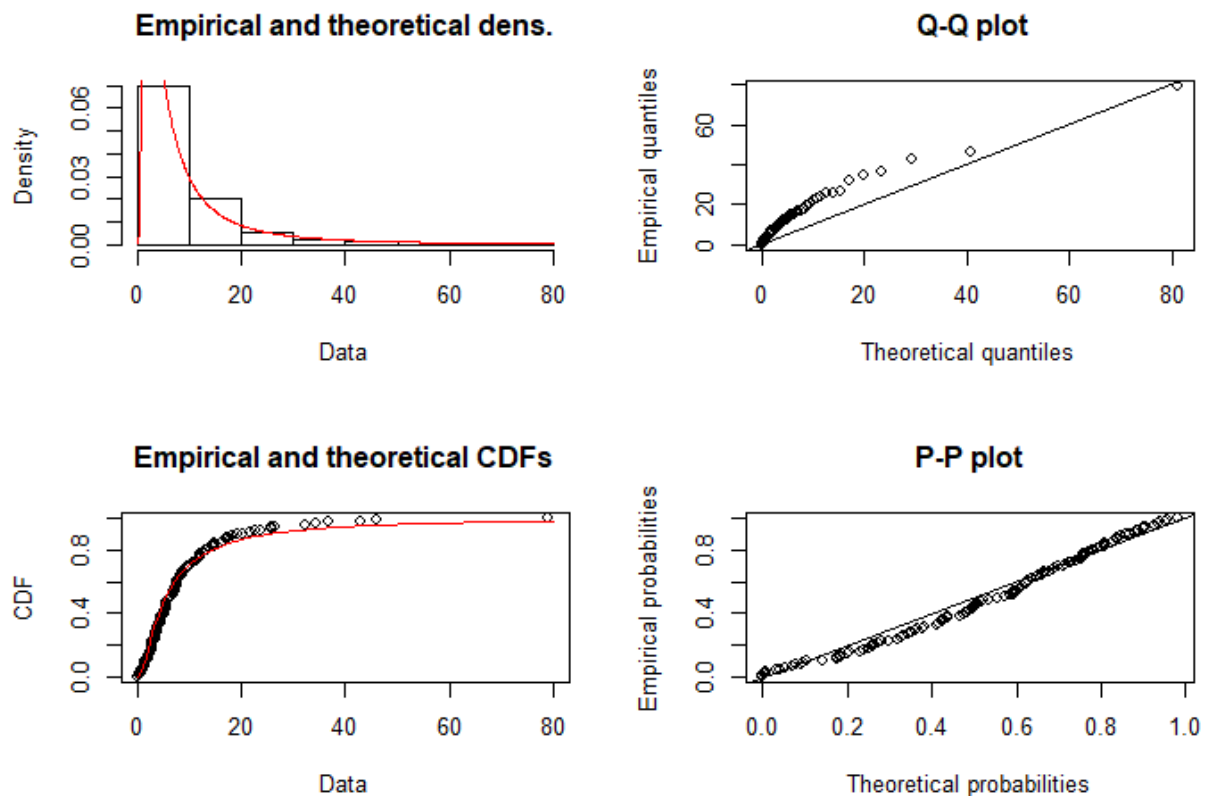 Empirical and theoretical dens.
Density
0.00 0.03 0.06
0 20 40 60 80
Data
Q-Q plot
Empirical quantiles
0 20 60
0 20 40 60 80
Theoretical quantiles
Empirical and theoretical CDFs
CDF
0.0 0.4 0.8
0 20 40 60 80
Data
P-P plot
Empirical probabilities
0.0 0.4 0.8
0.0 0.2 0.4 0.6 0.8 1.0
Theoretical probabilities